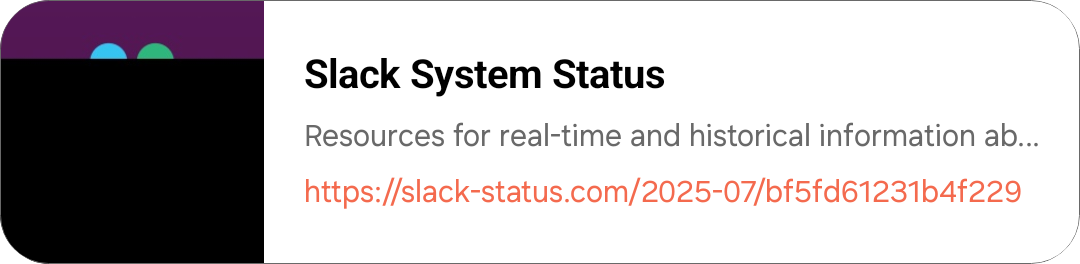 Slack System Status
Resources for real-time and historical information ab...
https://slack-status.com/2025-07/bf5fd61231b4f229